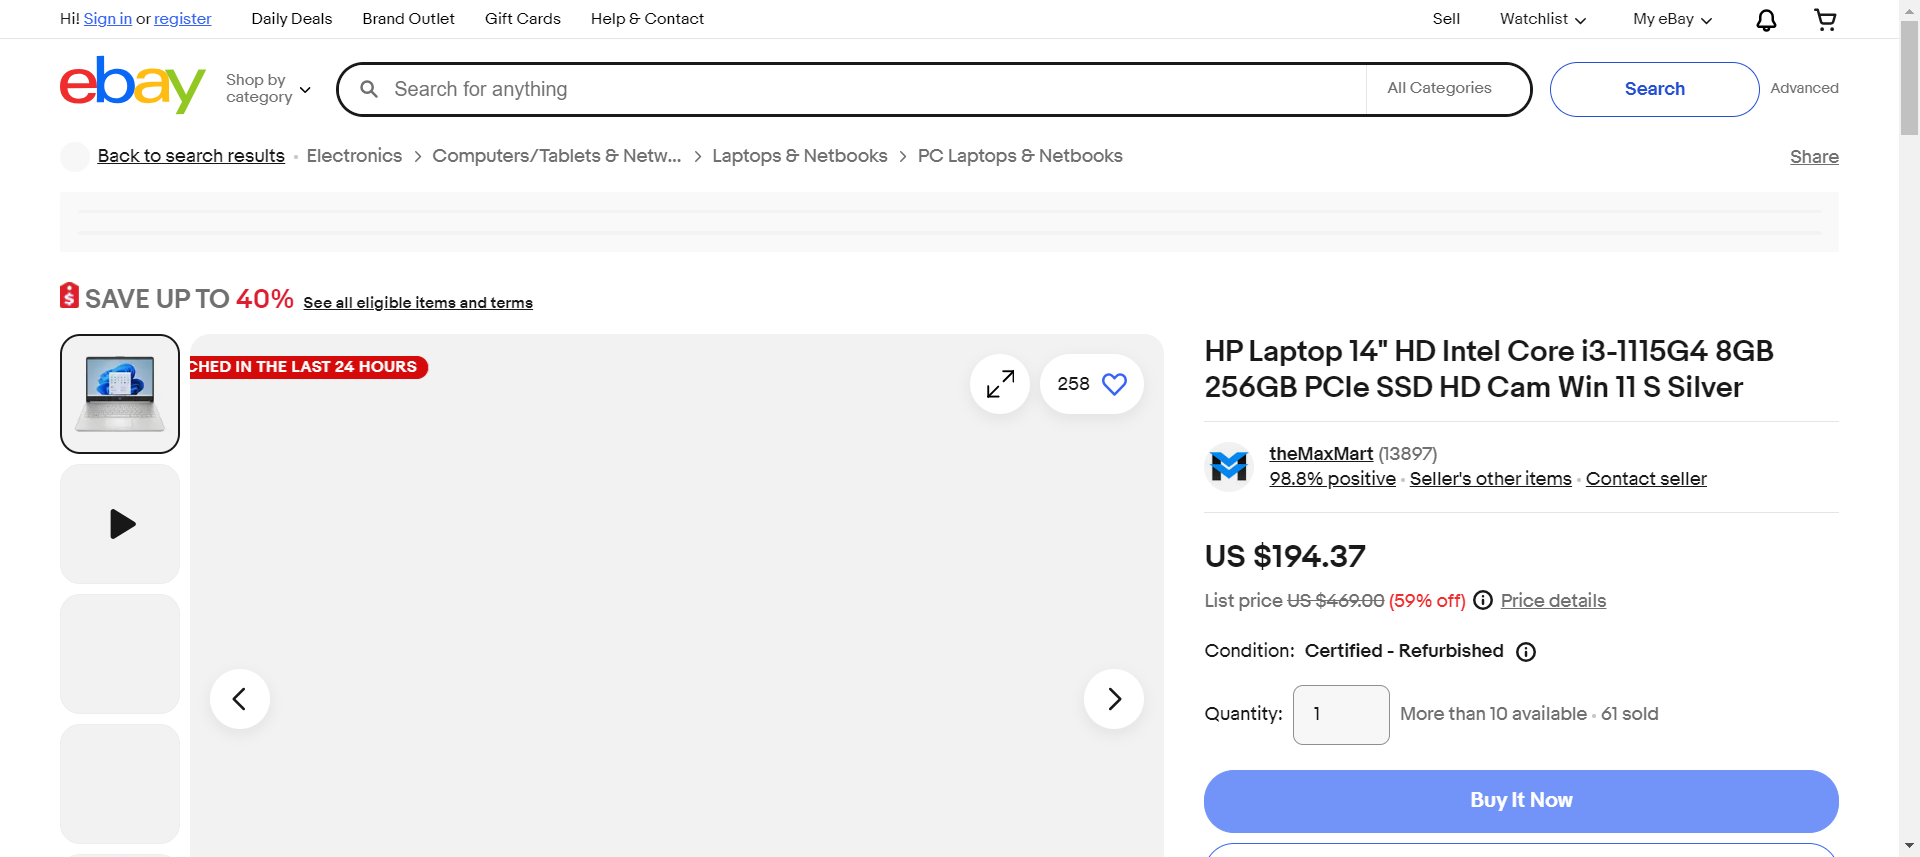 Hi! Sign in or register
Daily Deals
Brand Outlet
Gift Cards
Help & Contact
Sell
Watchlist
My eBay
ebay
Shop by
category
Search for anything
All Categories
Search
Advanced
Back to search results
Electronics
Computers/Tablets & Netw...
Laptops & Netbooks
PC Laptops & Netbooks
Share
SAVE UP TO 40% See all eligible items and terms
CHED IN THE LAST 24 HOURS
258
HP Laptop 14" HD Intel Core i3-1115G4 8GB
256GB PCIe SSD HD Cam Win 11 S Silver
theMaxMart (13897)
98.8% positive · Seller's other items · Contact seller
US $194.37
List price US $469.00 (59% off) Price details
Condition: Certified - Refurbished
Quantity: 1 More than 10 available · 61 sold
Buy It Now